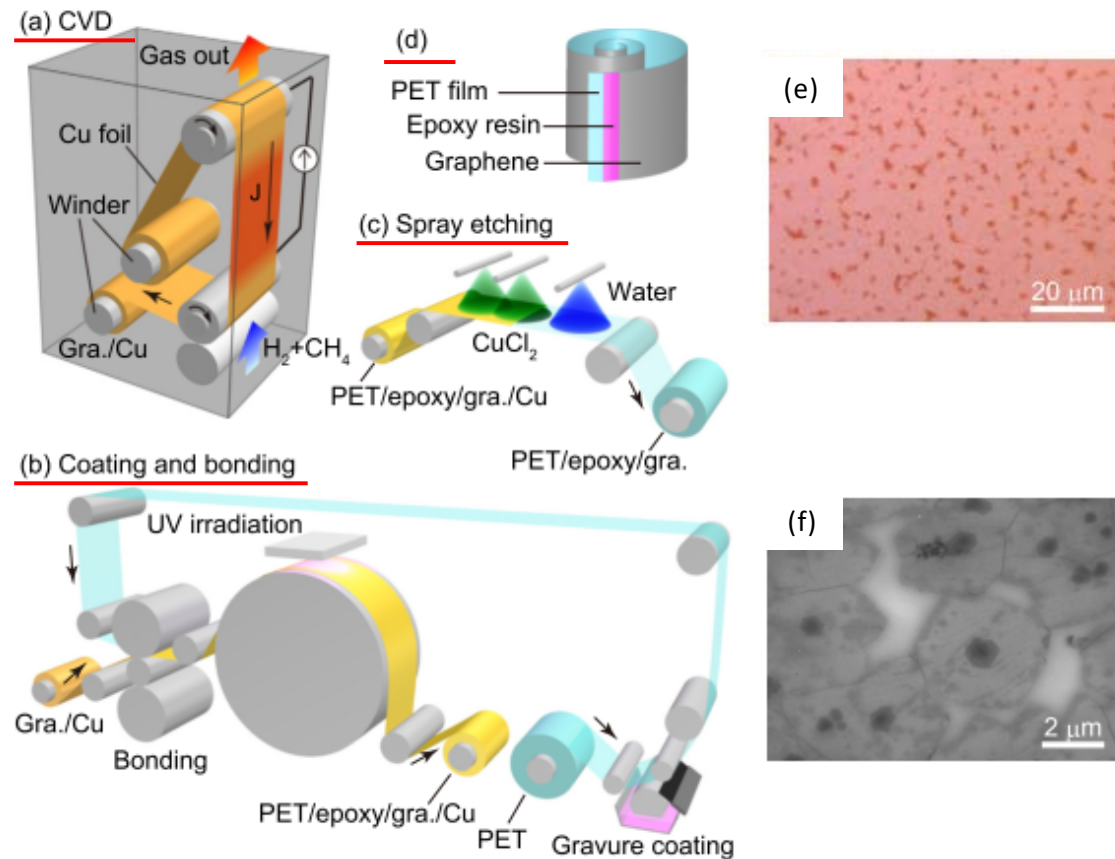 (a) CVD
Gas out
Cu foil
J
Winder
Gra./Cu
H₂+CH₄
(d)
PET film
Epoxy resin
Graphene
(c) Spray etching
Water
CuCl₂
PET/epoxy/gra./Cu
PET/epoxy/gra.
(b) Coating and bonding
UV irradiation
Gra./Cu
Bonding
PET/epoxy/gra./Cu
PET
Gravure coating
(e)
20 μm
(f)
2 μm